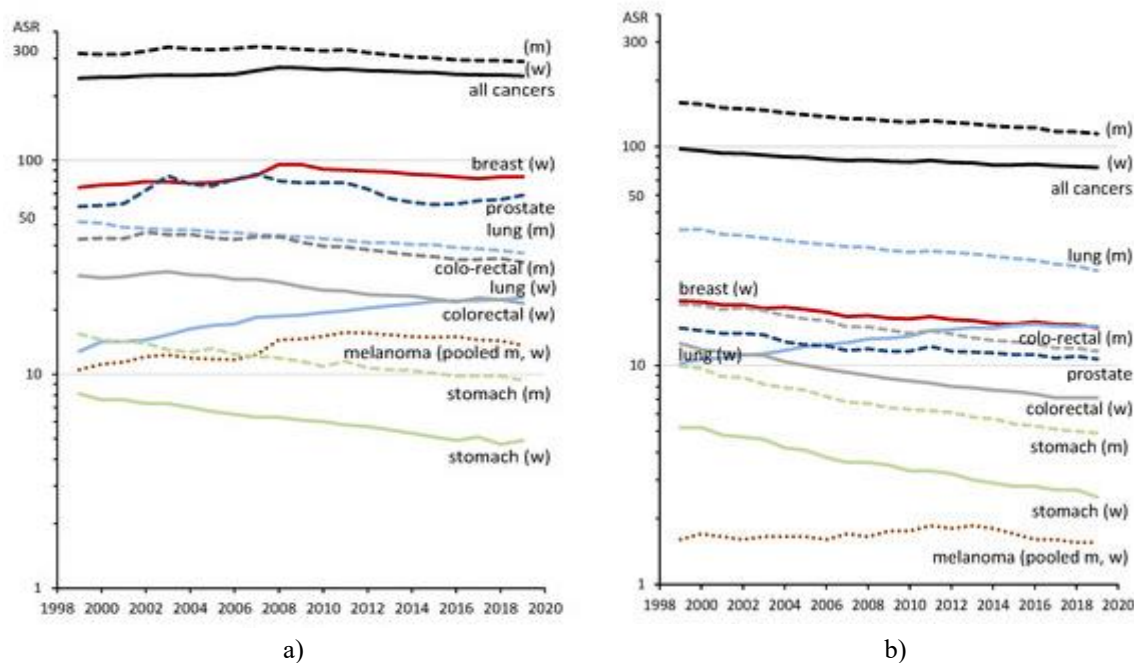 ASR
300
100
50
10
1
1998 2000 2002 2004 2006 2008 2010 2012 2014 2016 2018 2020
(m)
(w)
all cancers
breast (w)
prostate
lung (m)
colo-rectal (m)
lung (w)
colorectal (w)
melanoma (pooled m, w)
stomach (m)
stomach (w)
a)
ASR
300
100
50
10
1
1998 2000 2002 2004 2006 2008 2010 2012 2014 2016 2018 2020
(m)
(w)
all cancers
lung (m)
breast (w)
colo-rectal (m)
lung (w)
prostate
colorectal (w)
stomach (m)
stomach (w)
melanoma (pooled m, w)
b)